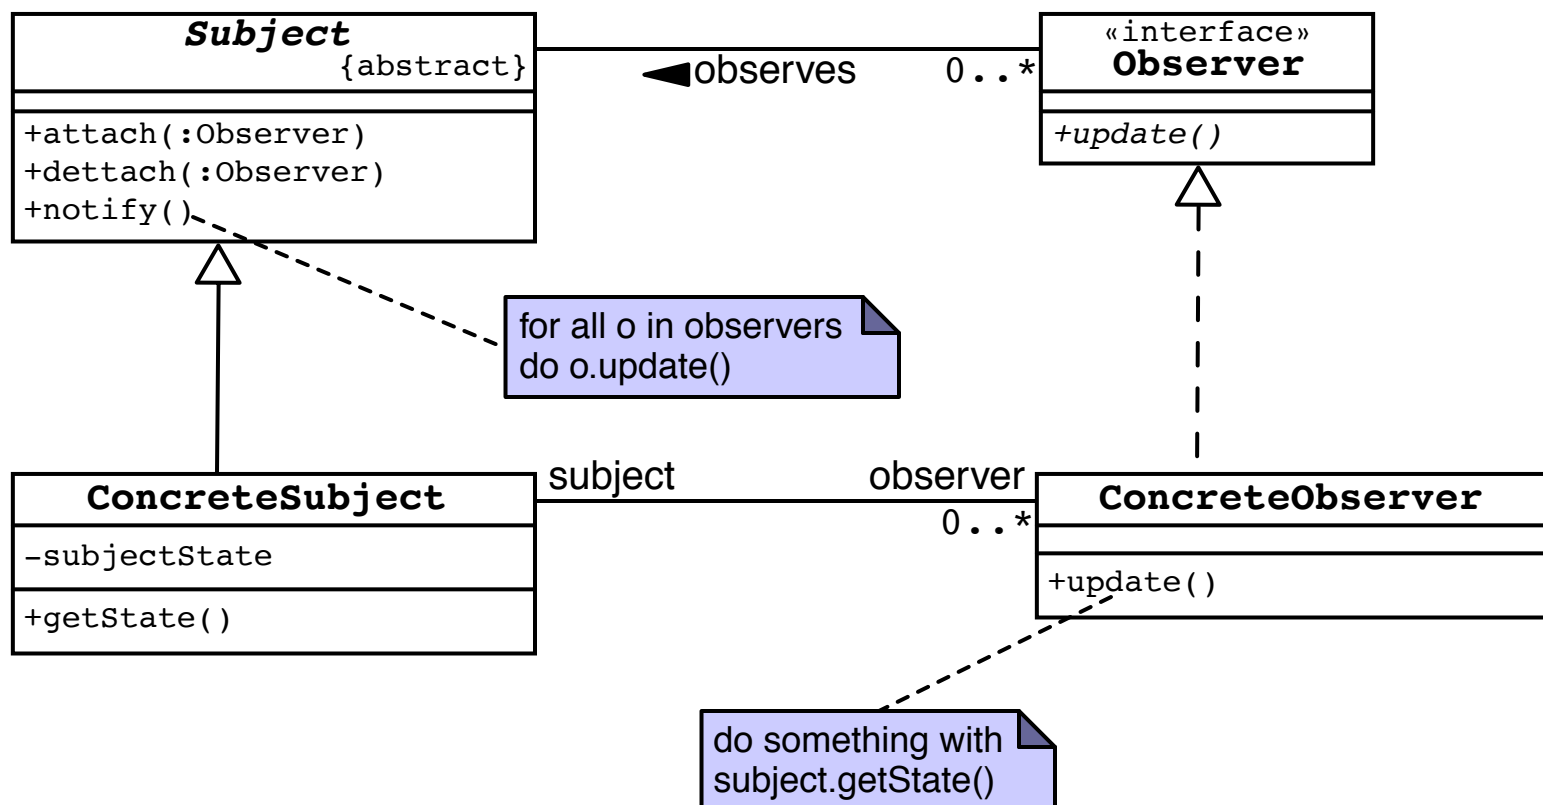 Subject
{abstract}
+attach(:Observer)
+dettach(:Observer)
+notify()
observes
0..*
«interface»
Observer
+update()
for all o in observers
do o.update()
ConcreteSubject
-subjectState
+getState()
subject
observer
0..*
ConcreteObserver
+update()
do something with
subject.getState()